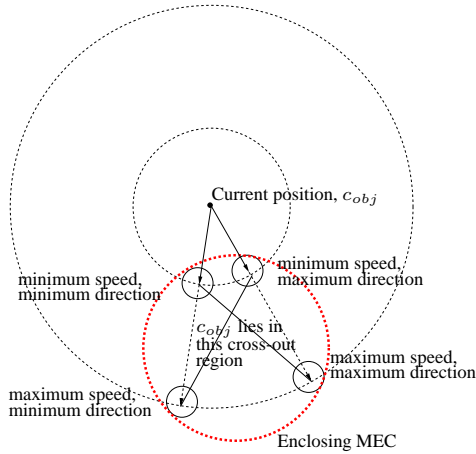 Current position, c_obj
minimum speed,
minimum direction
minimum speed,
maximum direction
c_obj lies in
this cross-out
region
maximum speed,
maximum direction
maximum speed,
minimum direction
Enclosing MEC